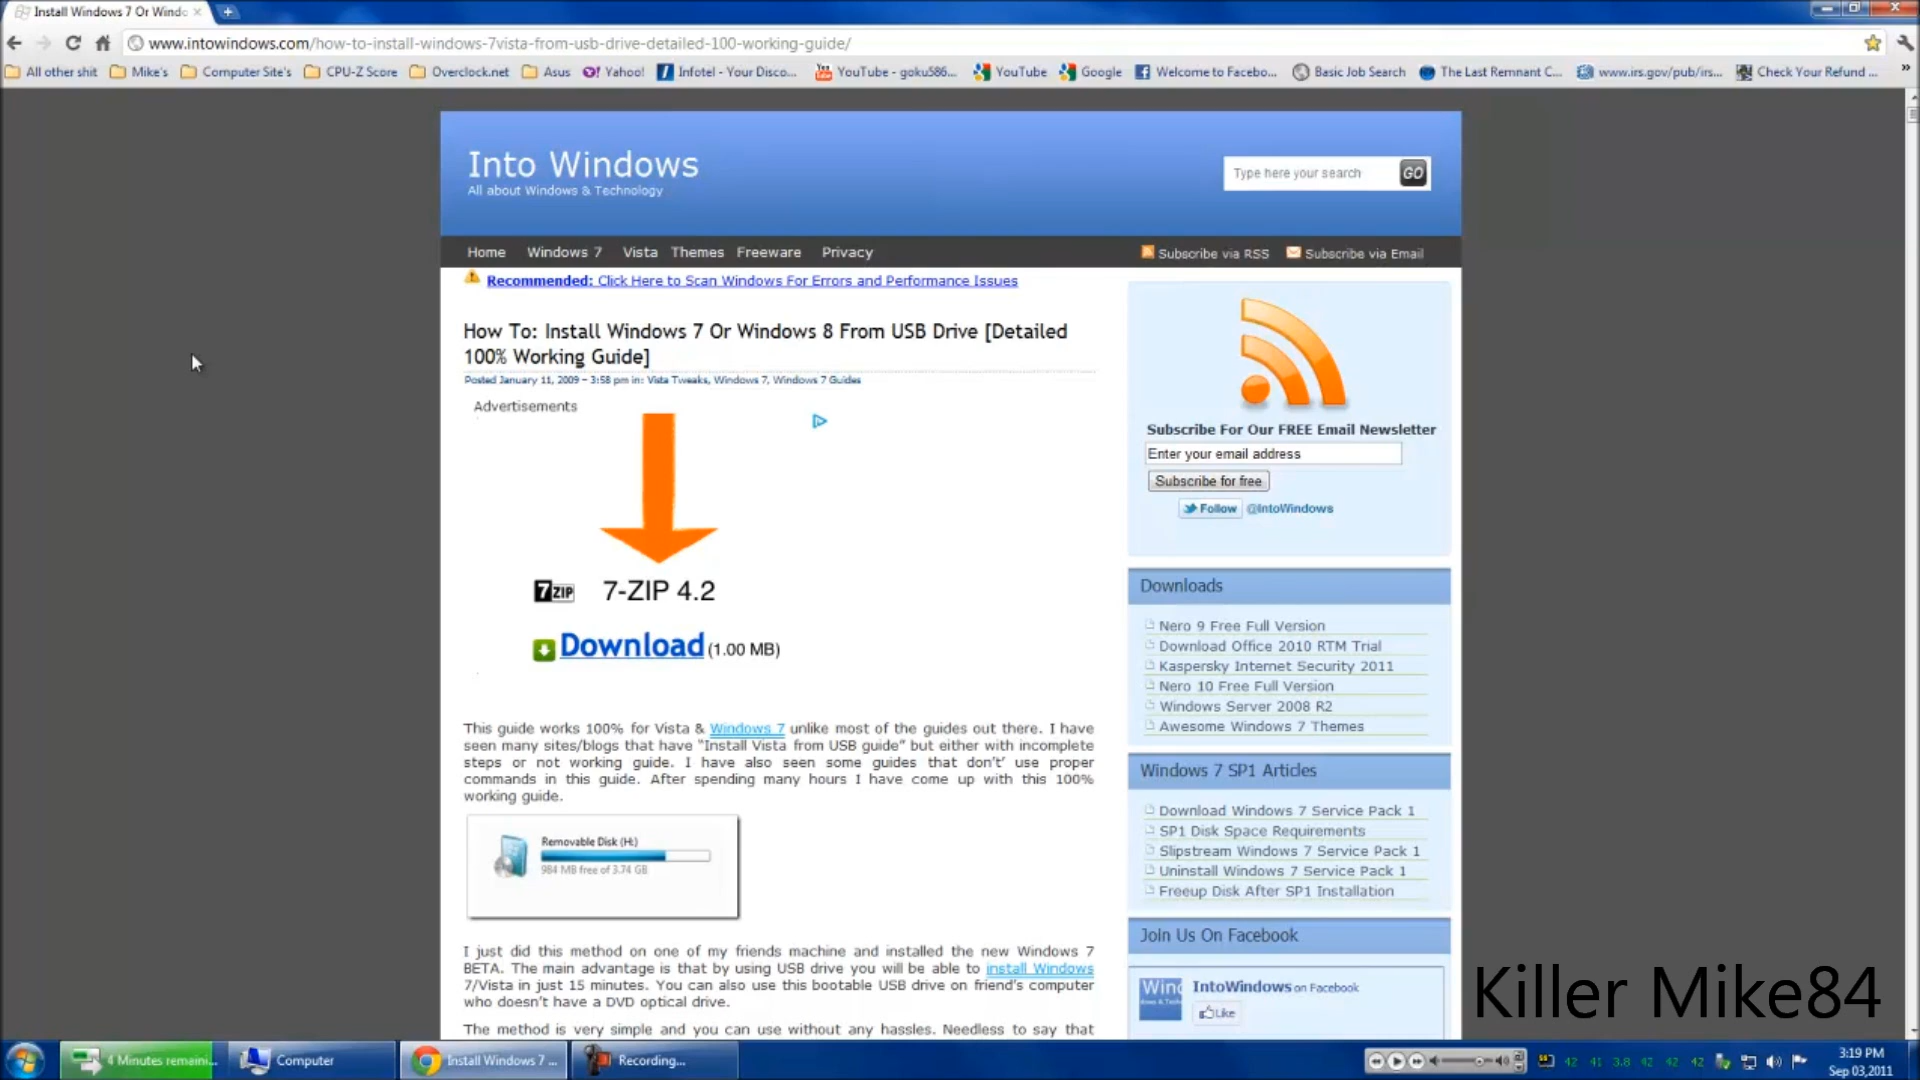 Install Windows 7 Or Windo
www.intowindows.com/how-to-install-windows-7vista-from-usb-drive-detailed-100-working-guide/
All other shit Mike's Computer Site's CPU-Z Score Overclock.net Asus Yahoo! Infotel - Your Disco... YouTube - goku586... YouTube Google Welcome to Facebo... Basic Job Search The Last Remnant C... www.irs.gov/pub/irs... Check Your Refund ... »
Into Windows
All about Windows & Technology
Type here your search GO
Home Windows 7 Vista Themes Freeware Privacy Subscribe via RSS Subscribe via Email
Recommended: Click Here to Scan Windows For Errors and Performance Issues
How To: Install Windows 7 Or Windows 8 From USB Drive [Detailed
100% Working Guide]
Posted January 11, 2009 – 3:58 pm in: Vista Tweaks, Windows 7, Windows 7 Guides
Advertisements
7ZIP 7-ZIP 4.2
Download (1.00 MB)
This guide works 100% for Vista & Windows 7 unlike most of the guides out there. I have
seen many sites/blogs that have “Install Vista from USB guide” but either with incomplete
steps or not working guide. I have also seen some guides that don’t’ use proper
commands in this guide. After spending many hours I have come up with this 100%
working guide.
Removable Disk (H:)
984 MB free of 3.74 GB
I just did this method on one of my friends machine and installed the new Windows 7
BETA. The main advantage is that by using USB drive you will be able to install Windows
7/Vista in just 15 minutes. You can also use this bootable USB drive on friend’s computer
who doesn’t have a DVD optical drive.
The method is very simple and you can use without any hassles. Needless to say that
Subscribe For Our FREE Email Newsletter
Enter your email address
Subscribe for free
Follow @IntoWindows
Downloads
Nero 9 Free Full Version
Download Office 2010 RTM Trial
Kaspersky Internet Security 2011
Nero 10 Free Full Version
Windows Server 2008 R2
Awesome Windows 7 Themes
Windows 7 SP1 Articles
Download Windows 7 Service Pack 1
SP1 Disk Space Requirements
Slipstream Windows 7 Service Pack 1
Uninstall Windows 7 Service Pack 1
Freeup Disk After SP1 Installation
Join Us On Facebook
IntoWindows on Facebook
Like
Killer Mike84
4 Minutes remaini... Computer Install Windows 7 ... Recording... 42 41 3.8 42 42 42 3:19 PM
Sep 03,2011